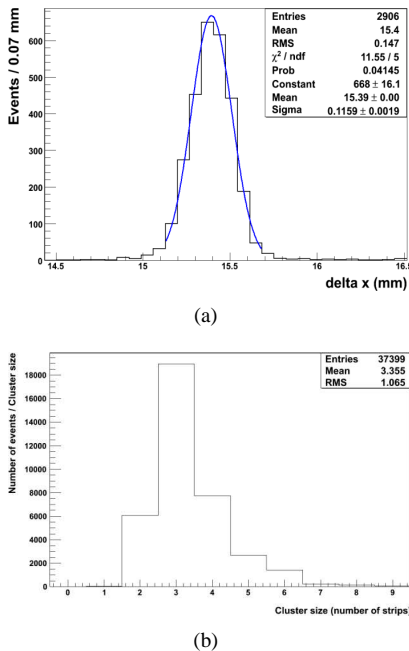 Events / 0.07 mm
600
500
400
300
200
100
0
Entries 2906
Mean 15.4
RMS 0.147
χ² / ndf 11.55 / 5
Prob 0.04145
Constant 668 ± 16.1
Mean 15.39 ± 0.00
Sigma 0.1159 ± 0.0019
14.5 15 15.5 16 16.5
delta x (mm)
(a)
Number of events / Cluster size
18000
16000
14000
12000
10000
8000
6000
4000
2000
0
Entries 37399
Mean 3.355
RMS 1.065
0 1 2 3 4 5 6 7 8 9
Cluster size (number of strips)
(b)